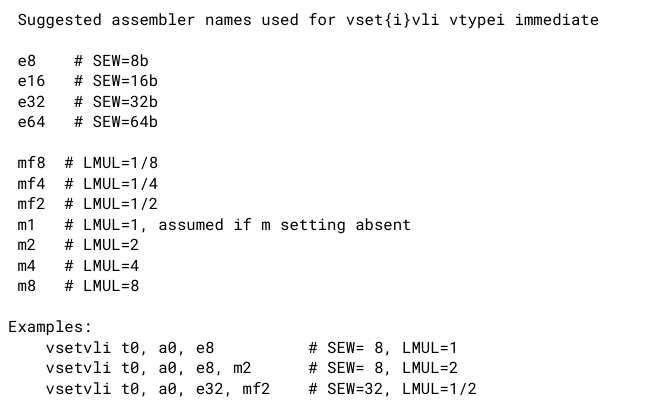 Suggested assembler names used for vset{i}vli vtypei immediate
e8    # SEW=8b
e16   # SEW=16b
e32   # SEW=32b
e64   # SEW=64b
mf8  # LMUL=1/8
mf4  # LMUL=1/4
mf2  # LMUL=1/2
m1   # LMUL=1, assumed if m setting absent
m2   # LMUL=2
m4   # LMUL=4
m8   # LMUL=8
Examples:
    vsetvli t0, a0, e8          # SEW= 8, LMUL=1
    vsetvli t0, a0, e8, m2      # SEW= 8, LMUL=2
    vsetvli t0, a0, e32, mf2    # SEW=32, LMUL=1/2